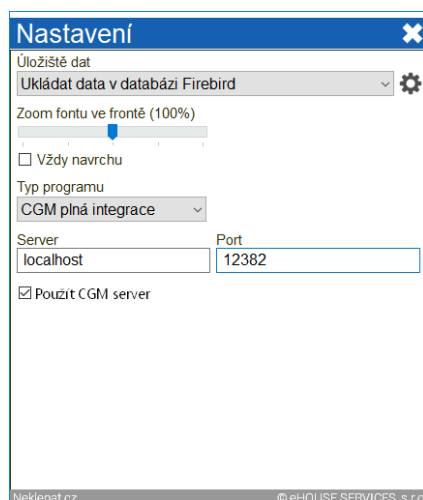 Nastavení
Úložiště dat
Ukládat data v databázi Firebird
Zoom fontu ve frontě (100%)
Vždy navrchu
Typ programu
CGM plná integrace
Server Port
localhost 12382
Použít CGM server
Neklepat.cz © eHOUSE SERVICES, s.r.o